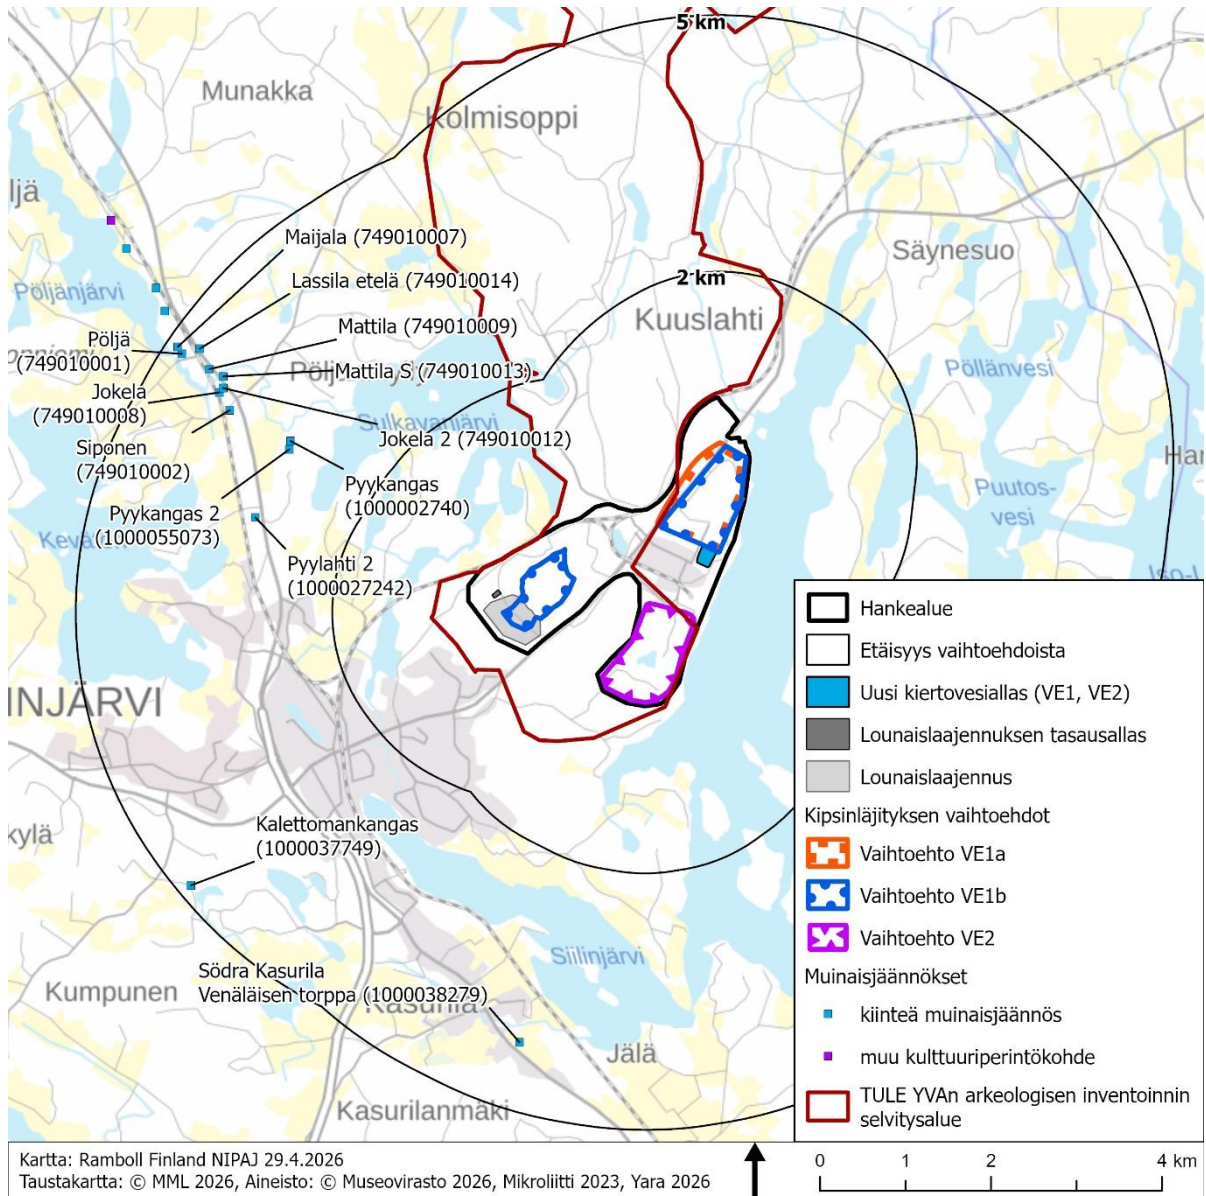 5 km
Munakka
Kolmisoppi
ljä
Maijala (749010007)
Säynesuo
Lassila etelä (749010014)
2 km
Pöljänjärvi
Mattila (749010009)
Kuuslahti
Pöljä
(749010001)
Mattila S (749010013)
Pöllänvesi
Jokela
(749010008)
Sulkavanjärvi
Jokela 2 (749010012)
Siponen
(749010002)
Har
Pyykangas
(1000002740)
Puutos-
vesi
Pyykangas 2
(1000055073)
Pyylahti 2
(1000027242)
Iso-L
INJÄRVI
kylä
Kalettomankangas
(1000037749)
Siilinjärvi
Kumpunen
Södra Kasurila
Venäläisen torppa (1000038279)
Kasurila
Jälä
Kasurilanmäki
Hankealue
Etäisyys vaihtoehdoista
Uusi kiertovesiallas (VE1, VE2)
Lounaislaajennuksen tasausallas
Lounaislaajennus
Kipsinläjityksen vaihtoehdot
Vaihtoehto VE1a
Vaihtoehto VE1b
Vaihtoehto VE2
Muinaisjäännökset
kiinteä muinaisjäännös
muu kulttuuriperintökohde
TULE YVAn arkeologisen inventoinnin
selvitysalue
Kartta: Ramboll Finland NIPAJ 29.4.2026
Taustakartta: © MML 2026, Aineisto: © Museovirasto 2026, Mikroliitti 2023, Yara 2026
0 1 2 4 km